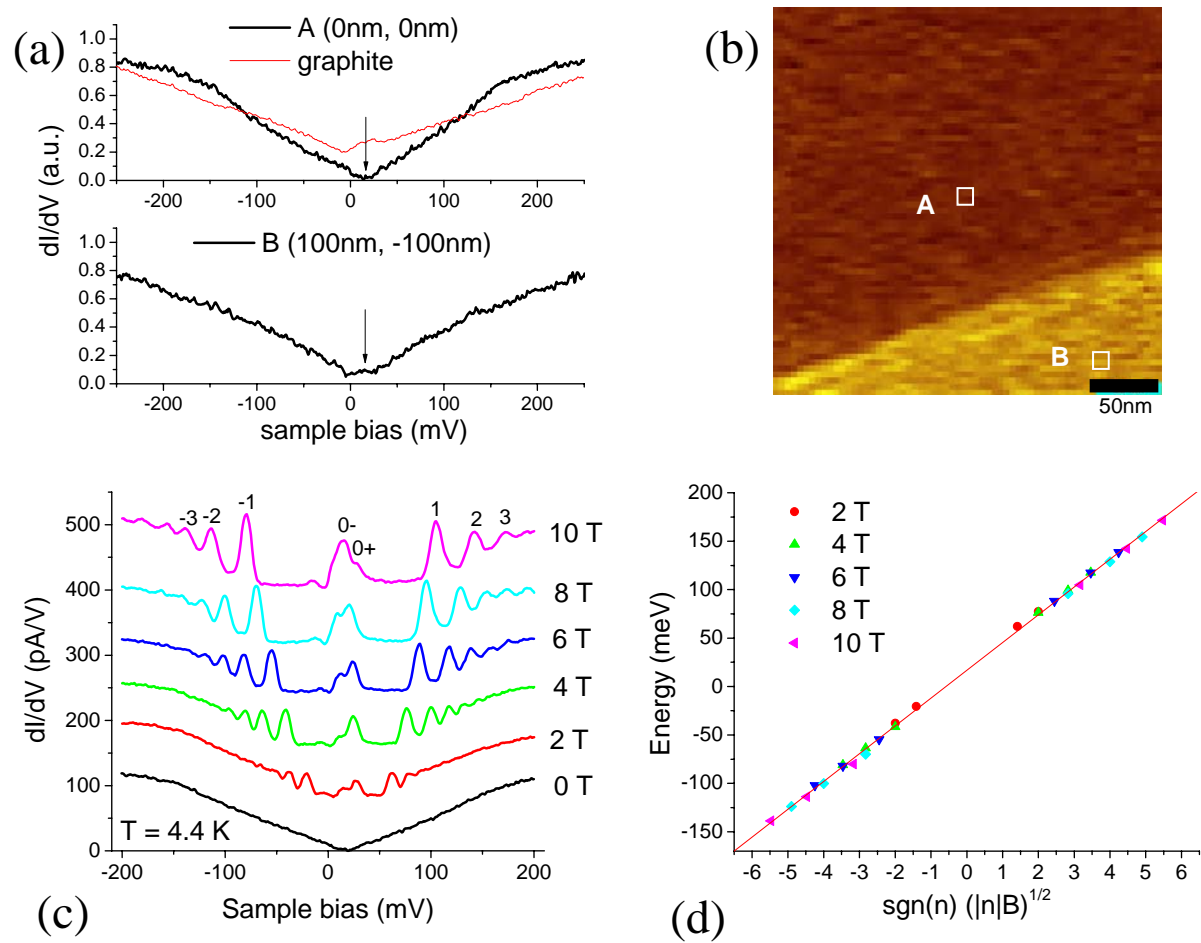 (a)
A (0nm, 0nm)
graphite
1.0
0.8
0.6
0.4
0.2
0.0
-200 -100 0 100 200
B (100nm, -100nm)
1.0
0.8
0.6
0.4
0.2
0.0
-200 -100 0 100 200
dI/dV (a.u.)
sample bias (mV)
(b)
A
B
50nm
(c)
dI/dV (pA/V)
500
400
300
200
100
0
-3 -2 -1 0- 0+ 1 2 3
10 T
8 T
6 T
4 T
2 T
0 T
T = 4.4 K
-200 -100 0 100 200
Sample bias (mV)
(d)
Energy (meV)
200
150
100
50
0
-50
-100
-150
2 T
4 T
6 T
8 T
10 T
-6 -5 -4 -3 -2 -1 0 1 2 3 4 5 6
sgn(n) (|n|B)^1/2